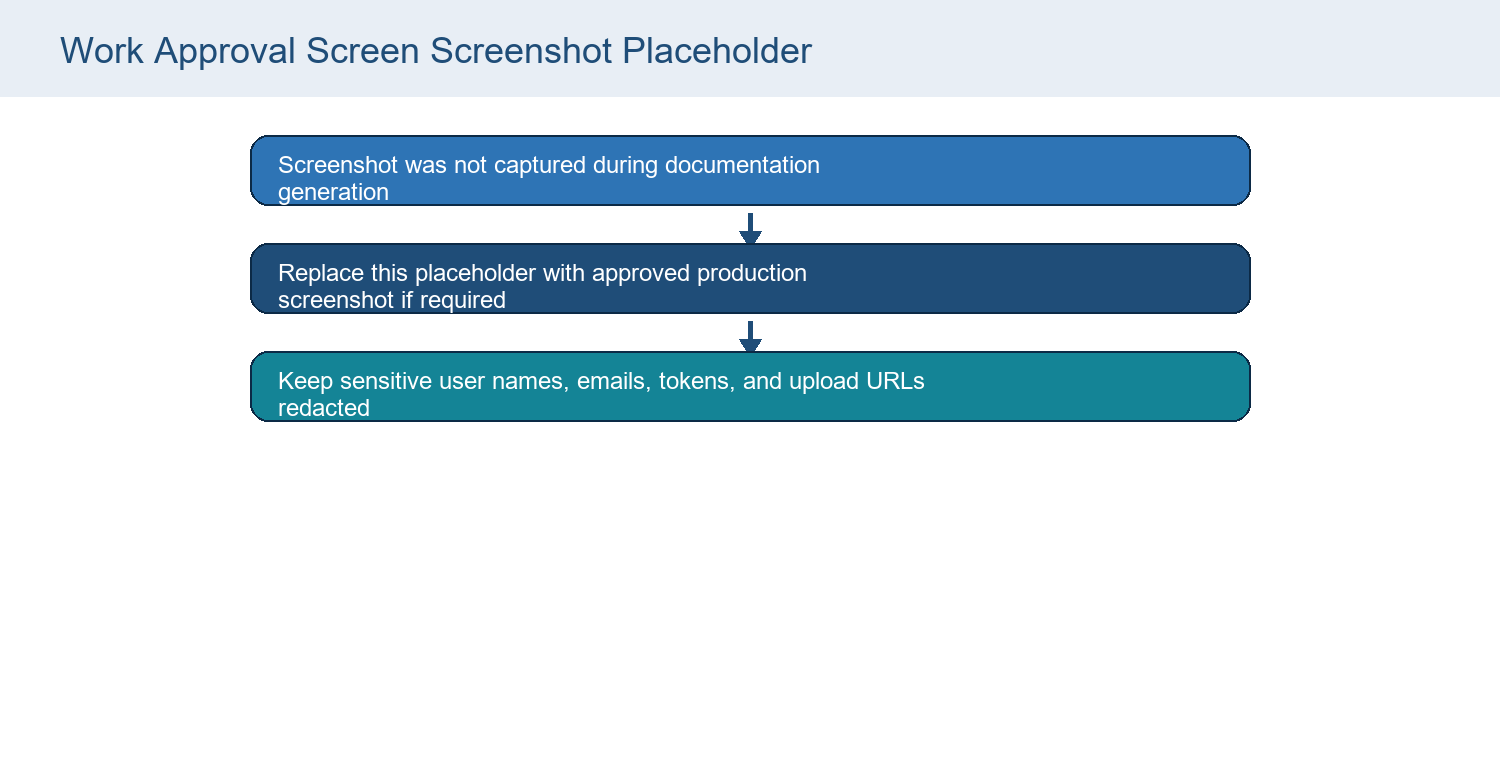 Work Approval Screen Screenshot Placeholder
Screenshot was not captured during documentation
generation
Replace this placeholder with approved production
screenshot if required
Keep sensitive user names, emails, tokens, and upload URLs
redacted